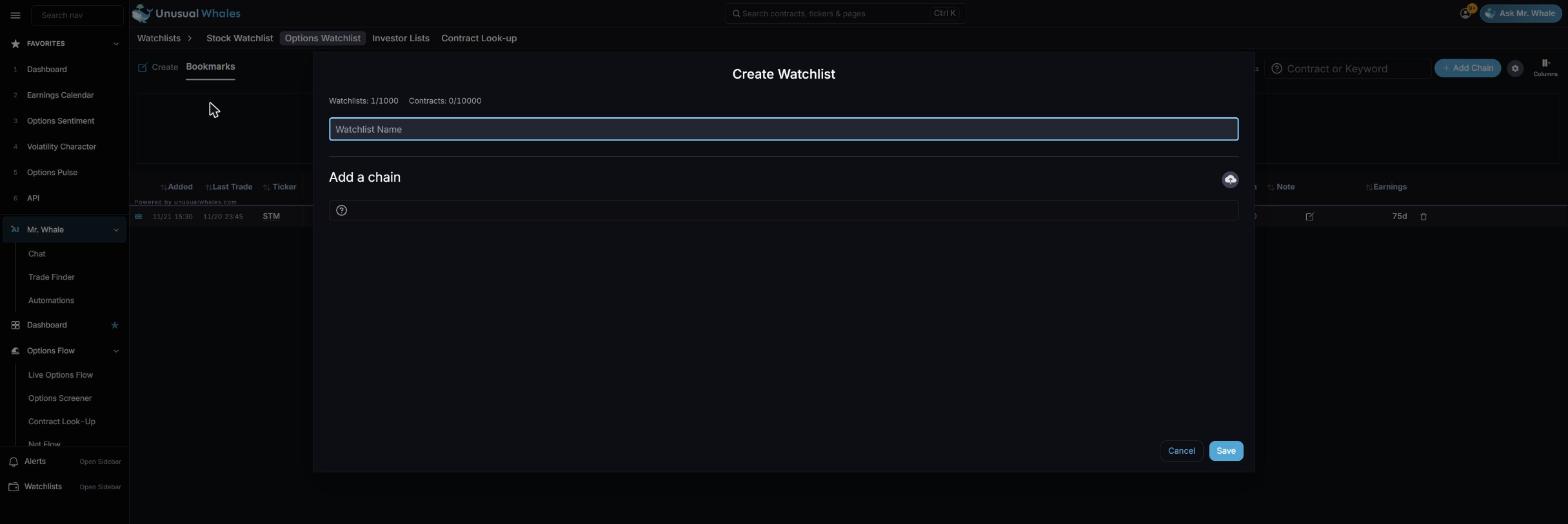 Search nav
Unusual Whales
Search contracts, tickers & pages
Ctrl K
Ask Mr. Whale
FAVORITES
1 Dashboard
2 Earnings Calendar
3 Options Sentiment
4 Volatility Character
5 Options Pulse
6 API
Mr. Whale
Chat
Trade Finder
Automations
Dashboard
Options Flow
Live Options Flow
Options Screener
Contract Look-Up
Net Flow
Alerts Open Sidebar
Watchlists Open Sidebar
Watchlists > Stock Watchlist Options Watchlist Investor Lists Contract Look-up
Create Bookmarks
Contract or Keyword
+ Add Chain
Columns
Added Last Trade Ticker
Note Earnings
Powered by unusualwhales.com
11/21 15:30 11/20 23:45 STM
75d
Create Watchlist
Watchlists: 1/1000 Contracts: 0/10000
Watchlist Name
Add a chain
Cancel Save